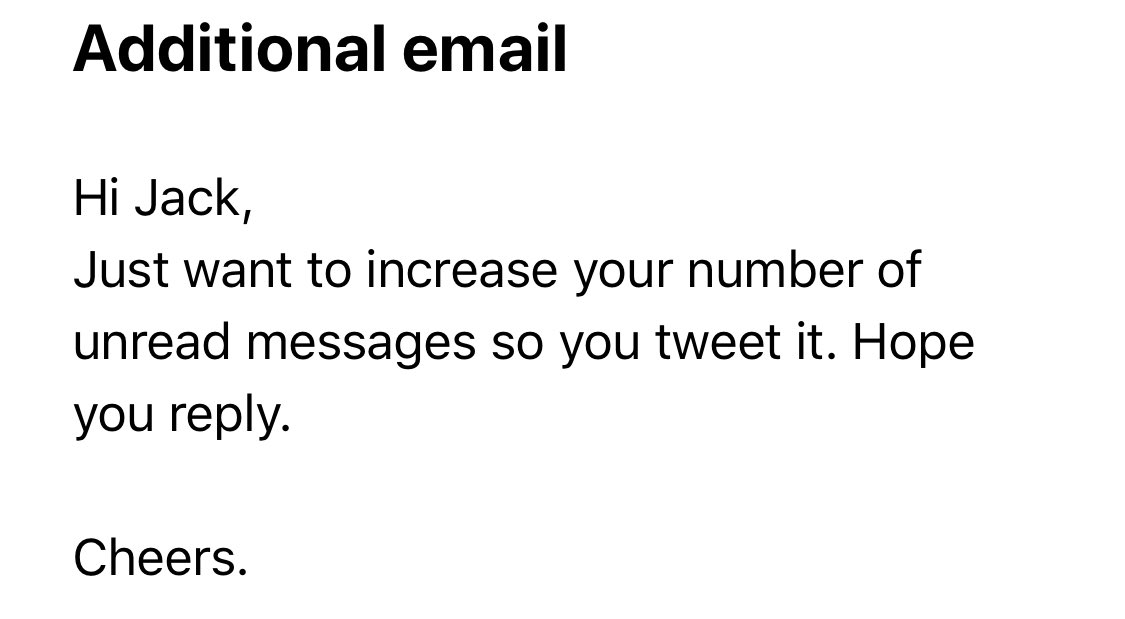 Additional email
Hi Jack,
Just want to increase your number of
unread messages so you tweet it. Hope
you reply.
Cheers.